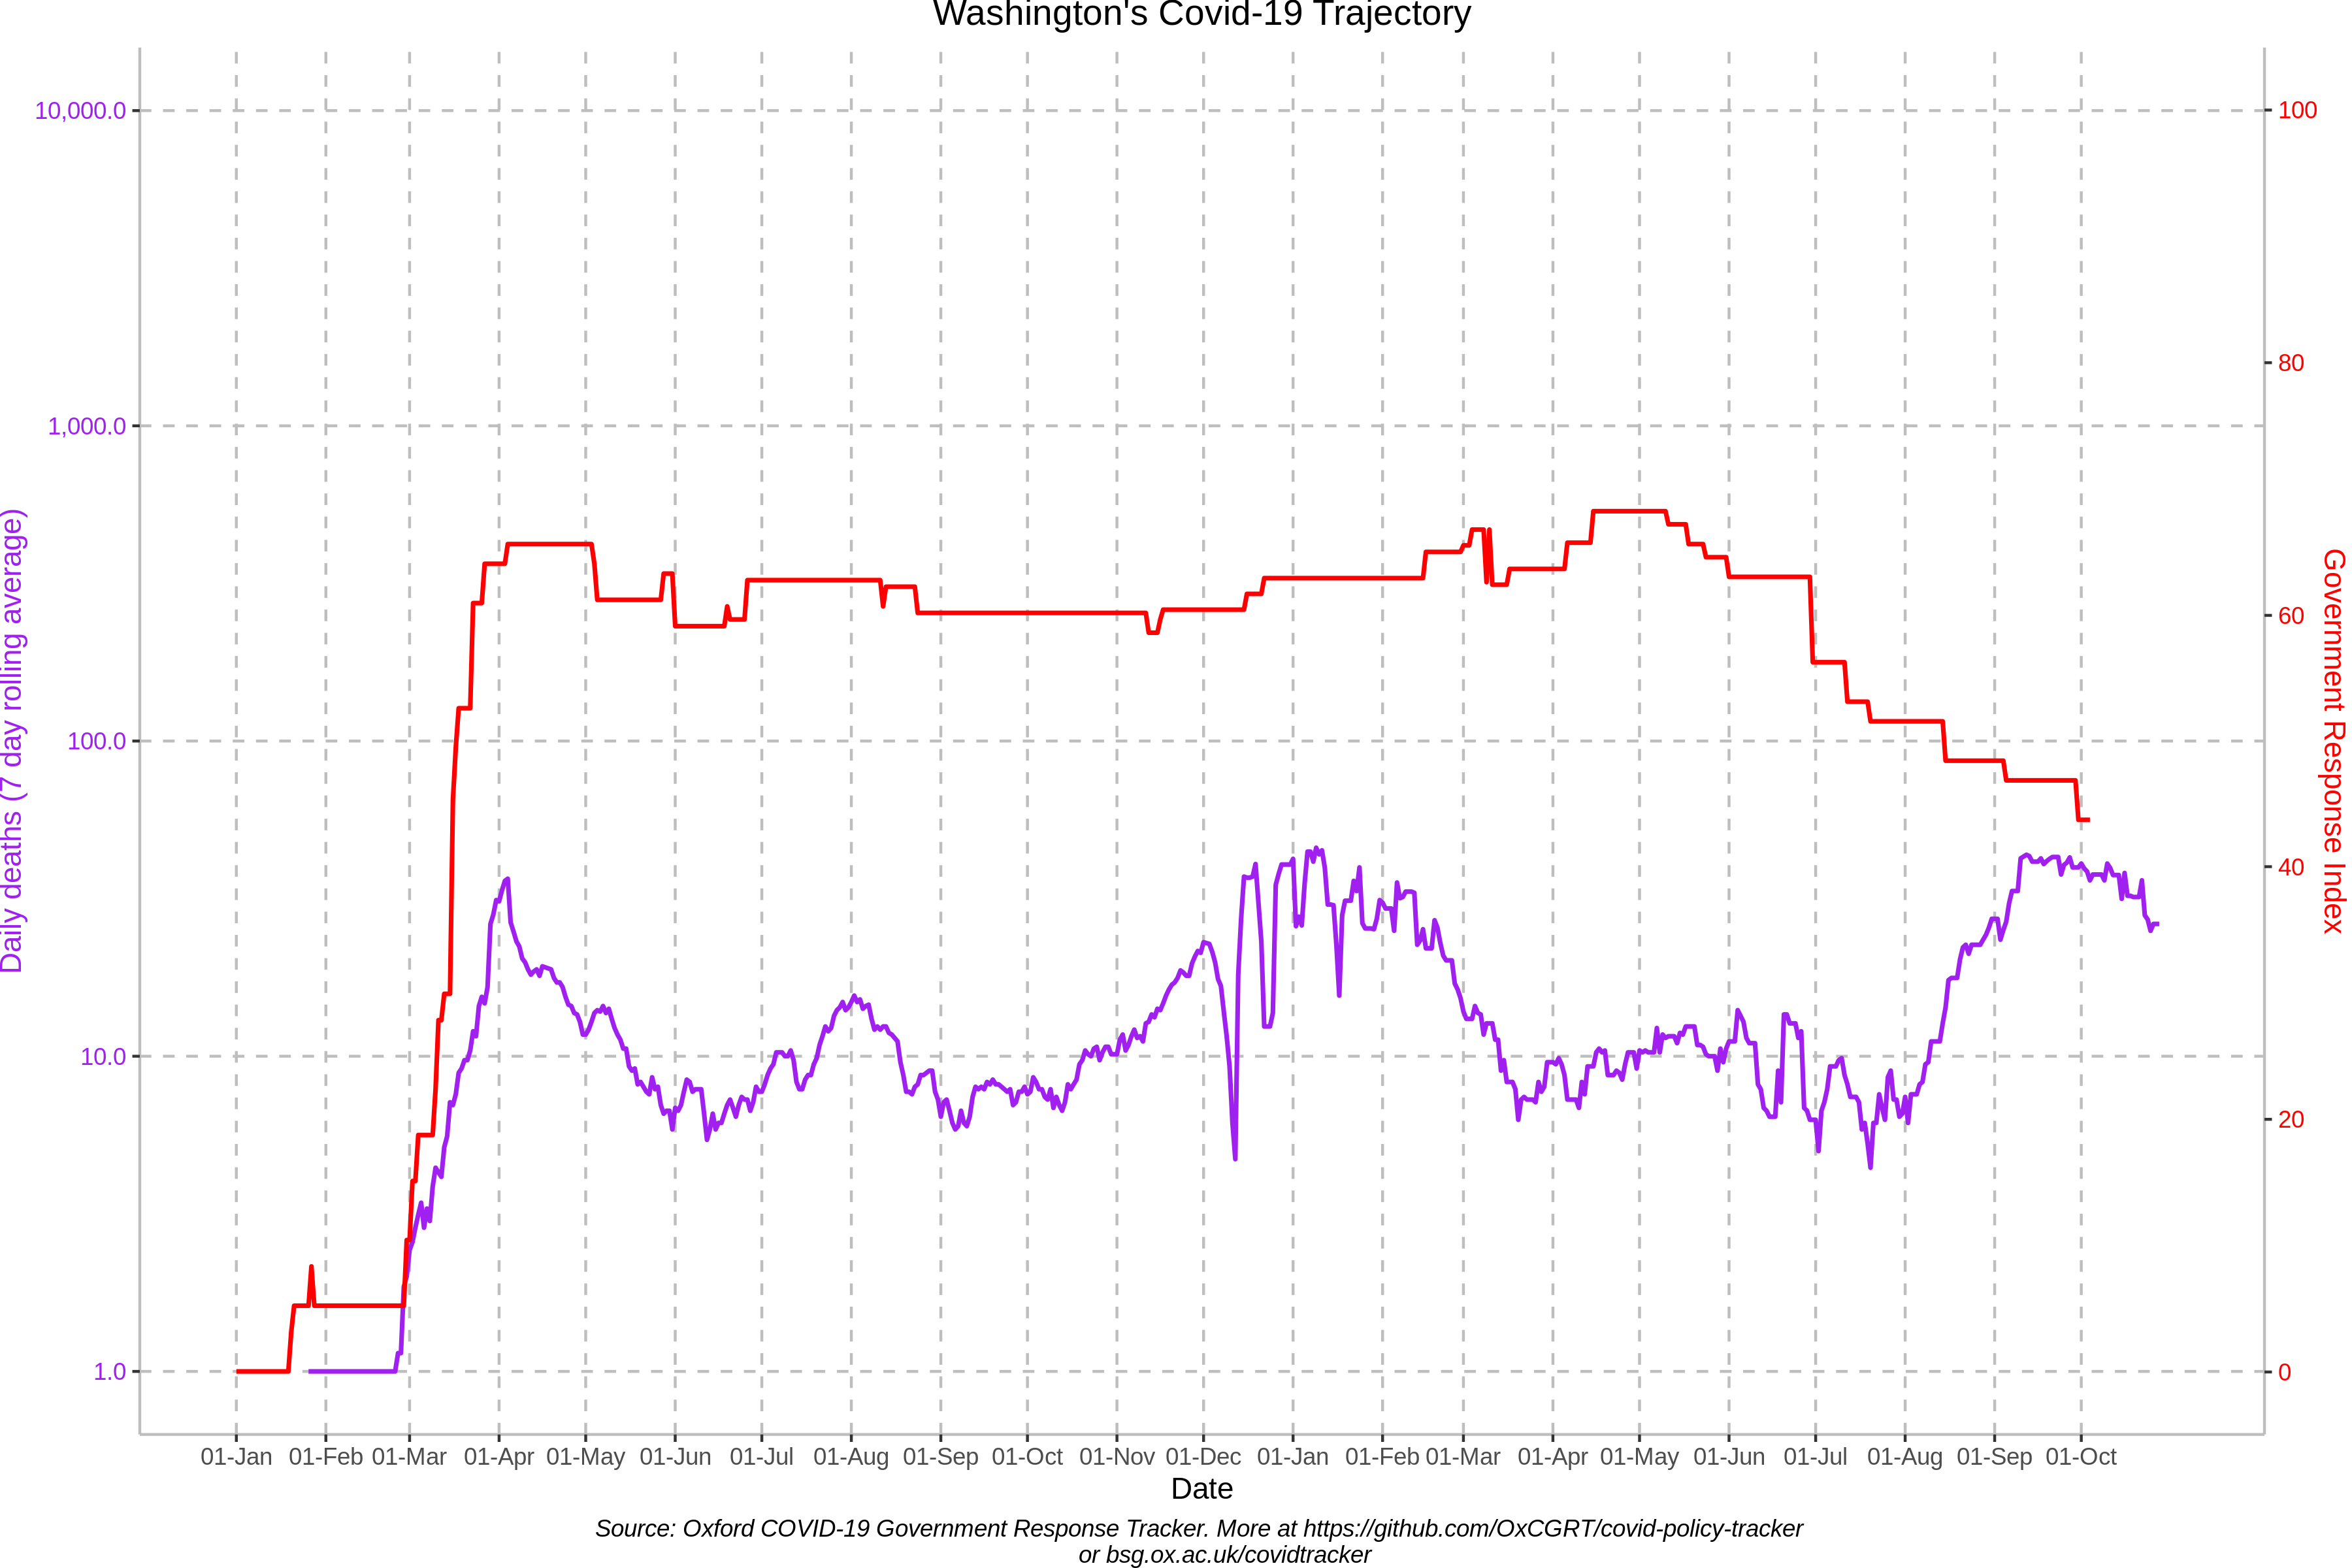 Washington's Covid-19 Trajectory
10,000.0
1,000.0
100.0
10.0
1.0
Daily deaths (7 day rolling average)
100
80
60
40
20
0
Government Response Index
01-Jan 01-Feb 01-Mar 01-Apr 01-May 01-Jun 01-Jul 01-Aug 01-Sep 01-Oct 01-Nov 01-Dec 01-Jan 01-Feb 01-Mar 01-Apr 01-May 01-Jun 01-Jul 01-Aug 01-Sep 01-Oct
Date
Source: Oxford COVID-19 Government Response Tracker. More at https://github.com/OxCGRT/covid-policy-tracker
or bsg.ox.ac.uk/covidtracker